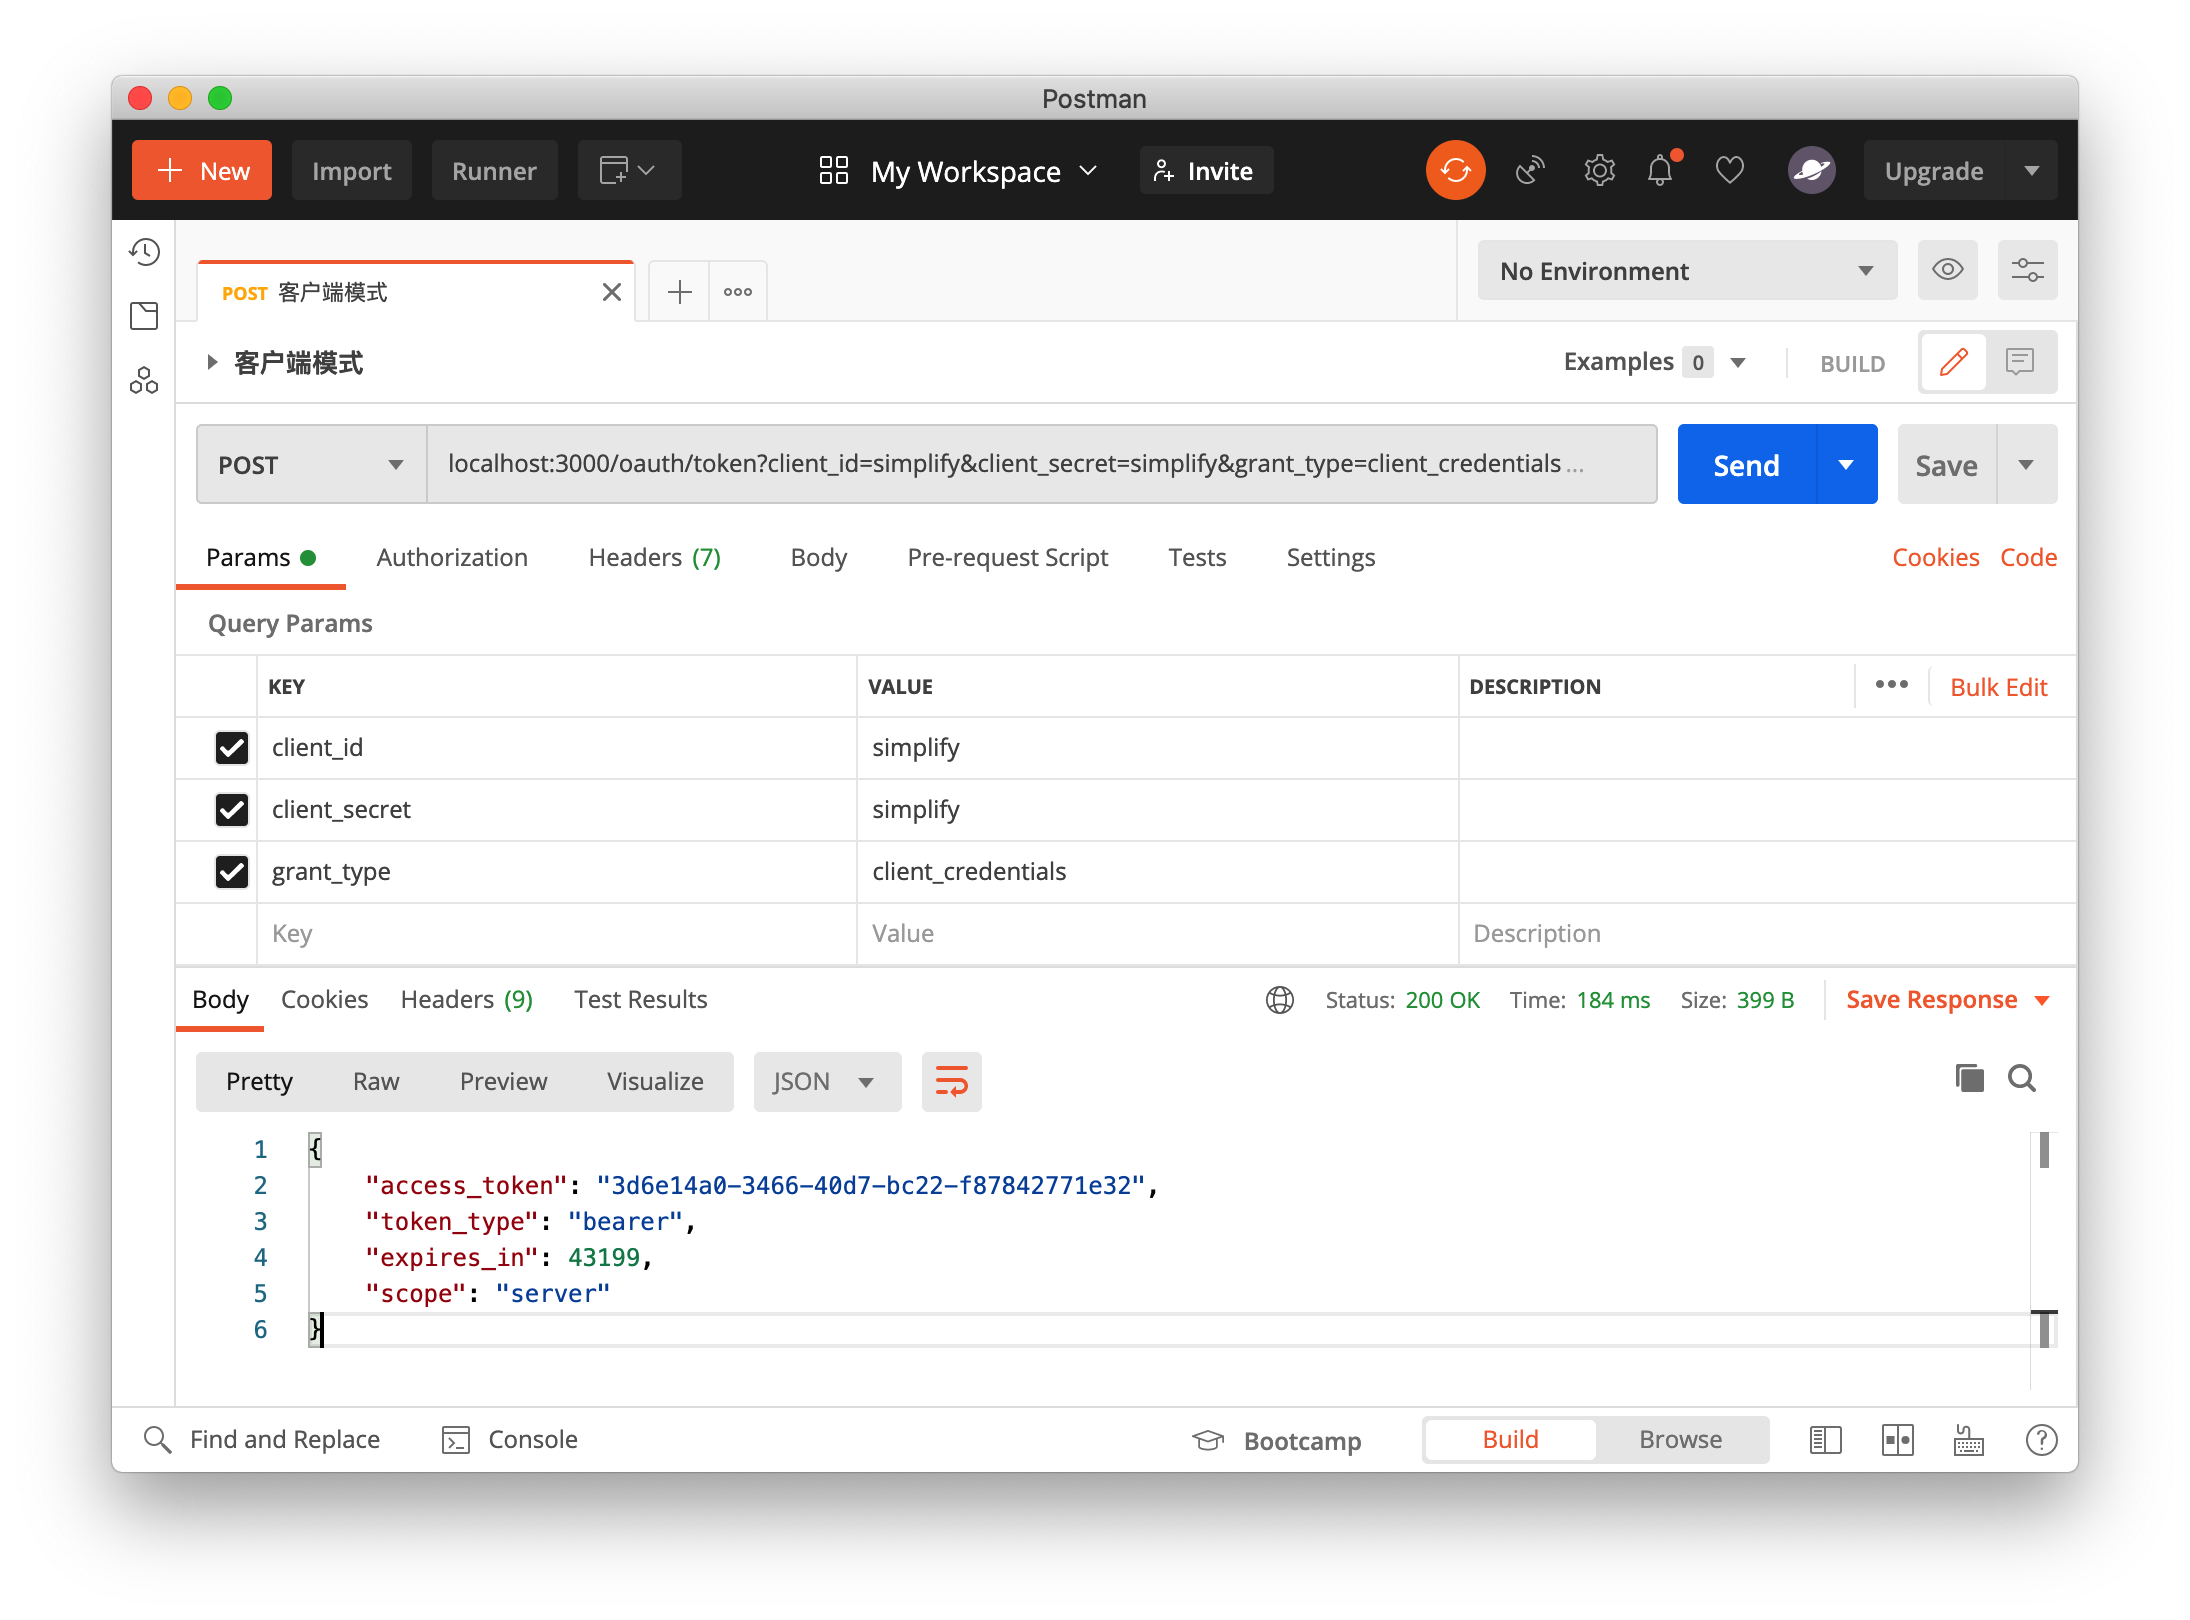 Postman
New
Import
Runner
My Workspace
Invite
Upgrade
POST 客户端模式
No Environment
客户端模式
Examples 0
BUILD
POST
localhost:3000/oauth/token?client_id=simplify&client_secret=simplify&grant_type=client_credentials ...
Send
Save
Params
Authorization
Headers (7)
Body
Pre-request Script
Tests
Settings
Cookies
Code
Query Params
KEY VALUE DESCRIPTION Bulk Edit
client_id simplify
client_secret simplify
grant_type client_credentials
Key Value Description
Body
Cookies
Headers (9)
Test Results
Status: 200 OK
Time: 184 ms
Size: 399 B
Save Response
Pretty
Raw
Preview
Visualize
JSON
1 {
2 "access_token": "3d6e14a0-3466-40d7-bc22-f87842771e32",
3 "token_type": "bearer",
4 "expires_in": 43199,
5 "scope": "server"
6 }
Find and Replace
Console
Bootcamp
Build
Browse